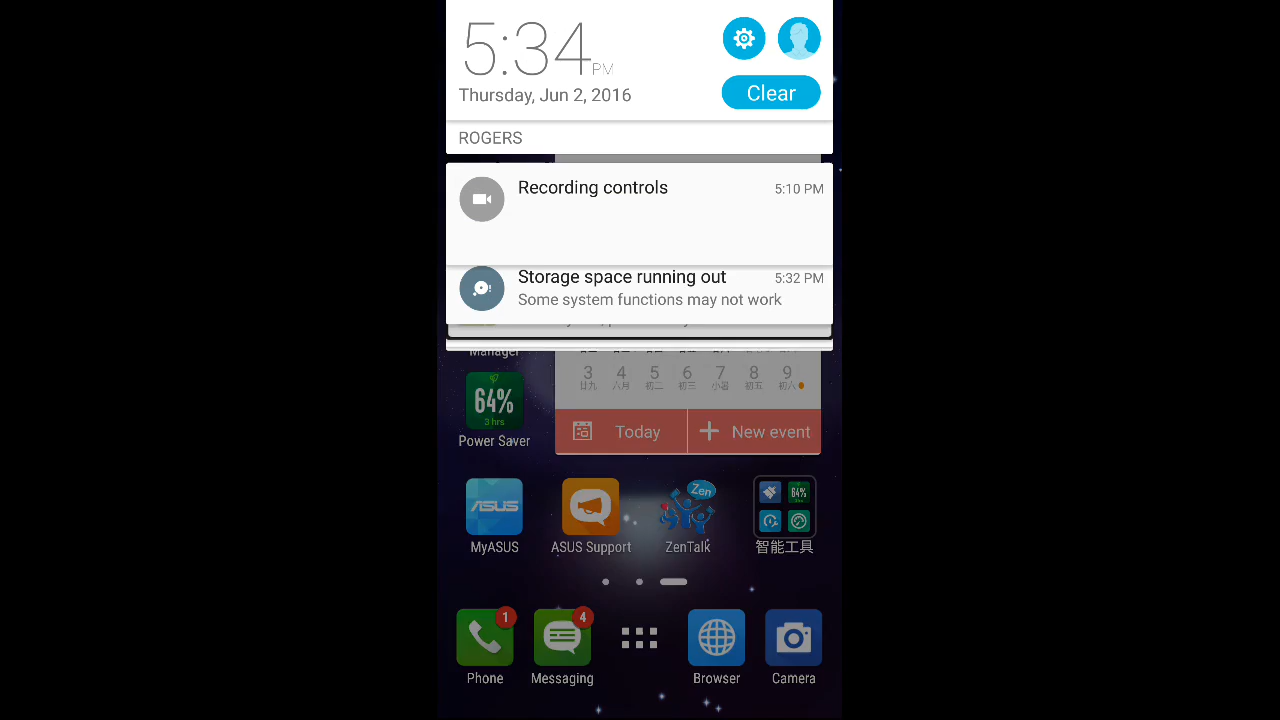 5:34 PM
Thursday, Jun 2, 2016
Clear
ROGERS
Recording controls
5:10 PM
Storage space running out
5:32 PM
Some system functions may not work
Manager
3 4 5 6 7 8 9
廿九 六月 初二 初三 小暑 初五 初六
64%
3 hrs
Power Saver
Today
New event
ASUS
Zen
64%
MyASUS
ASUS Support
ZenTalk
智能工具
1
4
Phone
Messaging
Browser
Camera